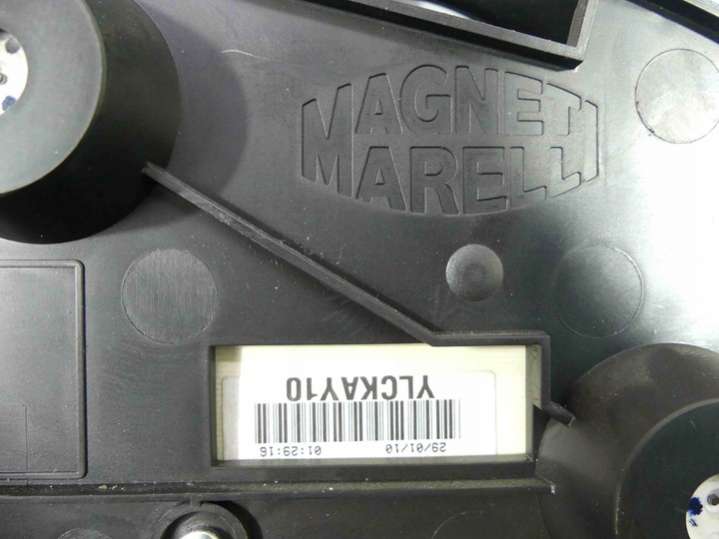 MAGNETI
MARELLI
29/01/10 01:29:16
YLCKAY10